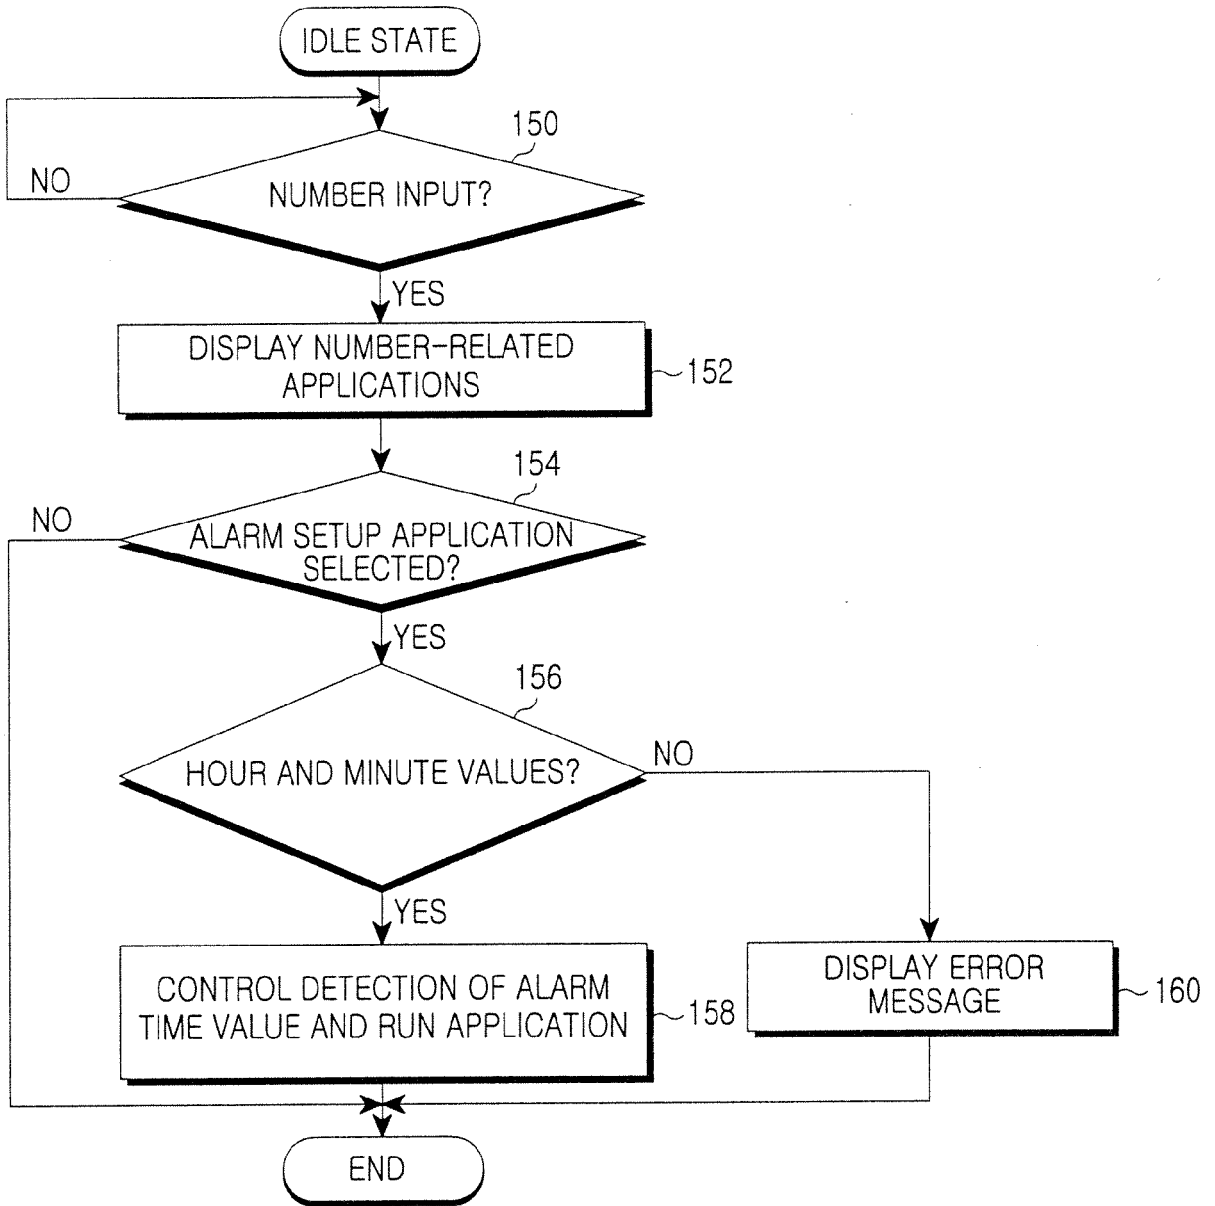 IDLE STATE
150
NO
NUMBER INPUT?
YES
DISPLAY NUMBER-RELATED
APPLICATIONS
152
154
NO
ALARM SETUP APPLICATION
SELECTED?
YES
156
HOUR AND MINUTE VALUES?
NO
YES
CONTROL DETECTION OF ALARM
TIME VALUE AND RUN APPLICATION
158
DISPLAY ERROR
MESSAGE
160
END